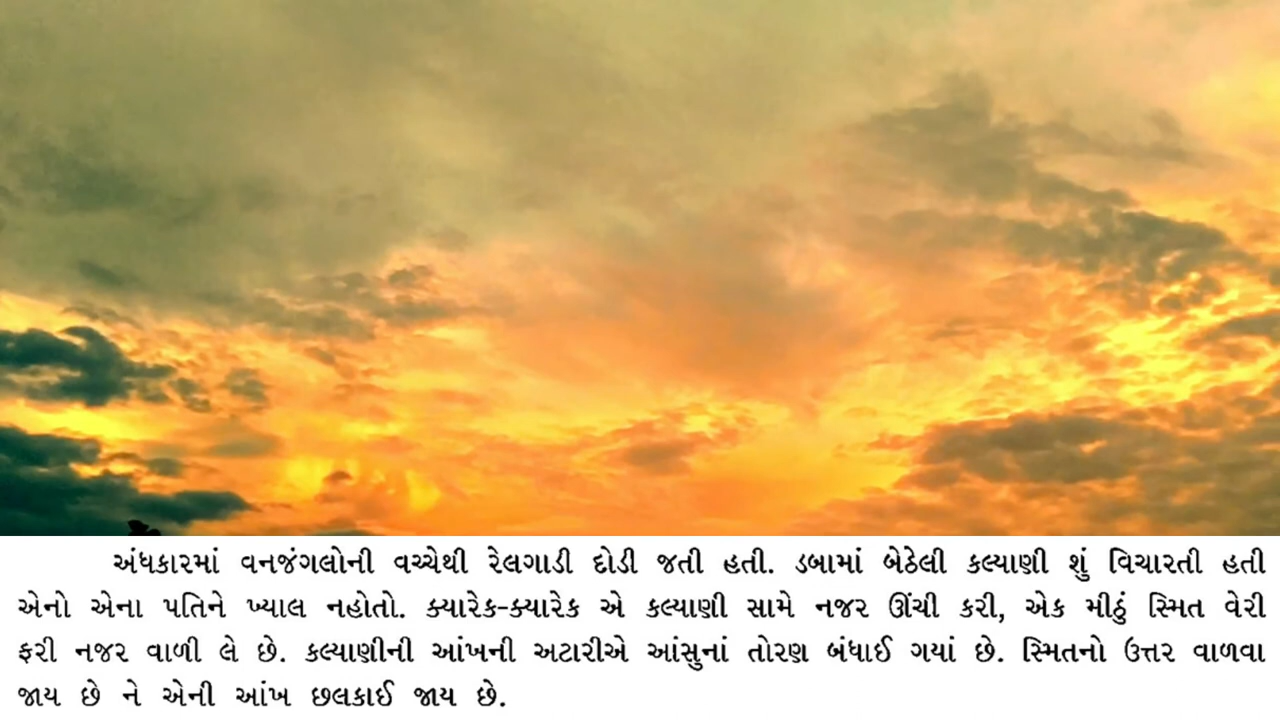 અંધકારમાં વનજંગલોની વચ્ચેથી રેલગાડી દોડી જતી હતી. ડબામાં બેઠેલી કલ્યાણી શું વિચારતી હતી
એનો એના પતિને ખ્યાલ નહોતો. ક્યારેક-ક્યારેક એ કલ્યાણી સામે નજર ઊંચી કરી, એક મીઠું સ્મિત વેરી
ફરી નજર વાળી લે છે. કલ્યાણીની આંખની અટારીએ આંસુનાં તોરણ બંધાઈ ગયાં છે. સ્મિતનો ઉત્તર વાળવા
જાય છે ને એની આંખ છલકાઈ જાય છે.